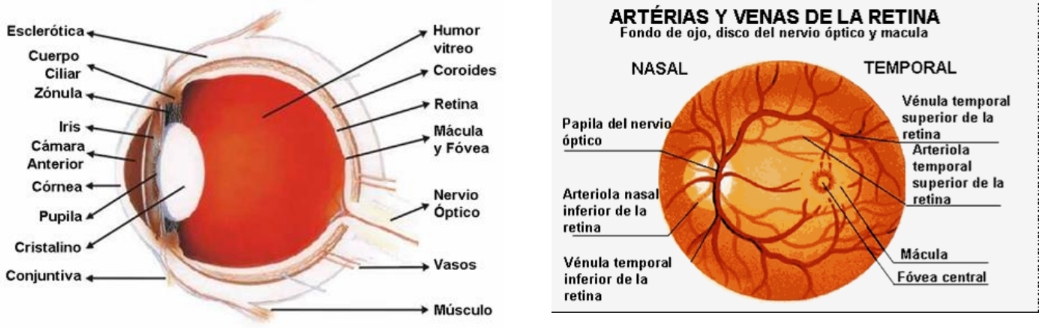 Esclerótica
Cuerpo
Ciliar
Zónula
Iris
Cámara
Anterior
Córnea
Pupila
Cristalino
Conjuntiva
Humor
vitreo
Coroides
Retina
Mácula
y Fóvea
Nervio
Óptico
Vasos
Músculo
ARTÉRIAS Y VENAS DE LA RETINA
Fondo de ojo, disco del nervio óptico y macula
NASAL
TEMPORAL
Papila del nervio
óptico
Arteriola nasal
inferior de la
retina
Vénula temporal
inferior de la
retina
Vénula temporal
superior de la
retina
Arteriola
temporal
superior de la
retina
Mácula
Fóvea central